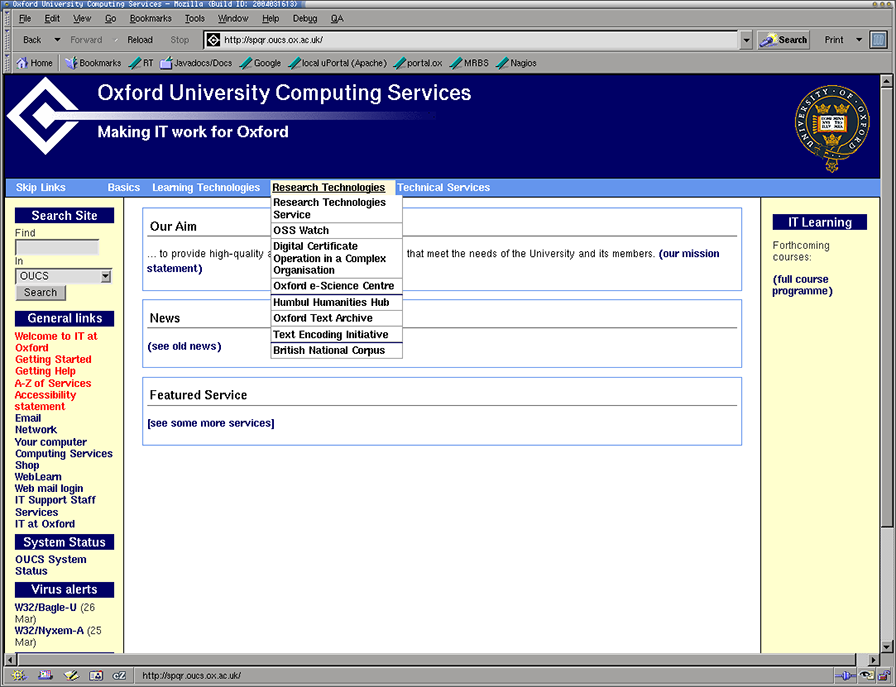 Oxford University Computing Services - Mozilla {Build ID: 2004031613}
File Edit View Go Bookmarks Tools Window Help Debug QA
Back Forward Reload Stop http://spqr.oucs.ox.ac.uk/ Search Print
Home Bookmarks RT Javadocs/Docs Google local uPortal (Apache) portal.ox MRBS Nagios
Oxford University Computing Services
Making IT work for Oxford
UNIVERSITY OF OXFORD
Skip Links Basics Learning Technologies Research Technologies Technical Services
Research Technologies
Service
OSS Watch
Digital Certificate
Operation in a Complex
Organisation
Oxford e-Science Centre
Humbul Humanities Hub
Oxford Text Archive
Text Encoding Initiative
British National Corpus
Search Site
Find
In
OUCS
Search
General links
Welcome to IT at
Oxford
Getting Started
Getting Help
A-Z of Services
Accessibility
statement
Email
Network
Your computer
Computing Services
Shop
WebLearn
Web mail login
IT Support Staff
Services
IT at Oxford
System Status
OUCS System
Status
Virus alerts
W32/Bagle-U (26
Mar)
W32/Nyxem-A (25
Mar)
Our Aim
... to provide high-quality a that meet the needs of the University and its members. (our mission
statement)
News
(see old news)
Featured Service
[see some more services]
IT Learning
Forthcoming
courses:
(full course
programme)
http://spqr.oucs.ox.ac.uk/